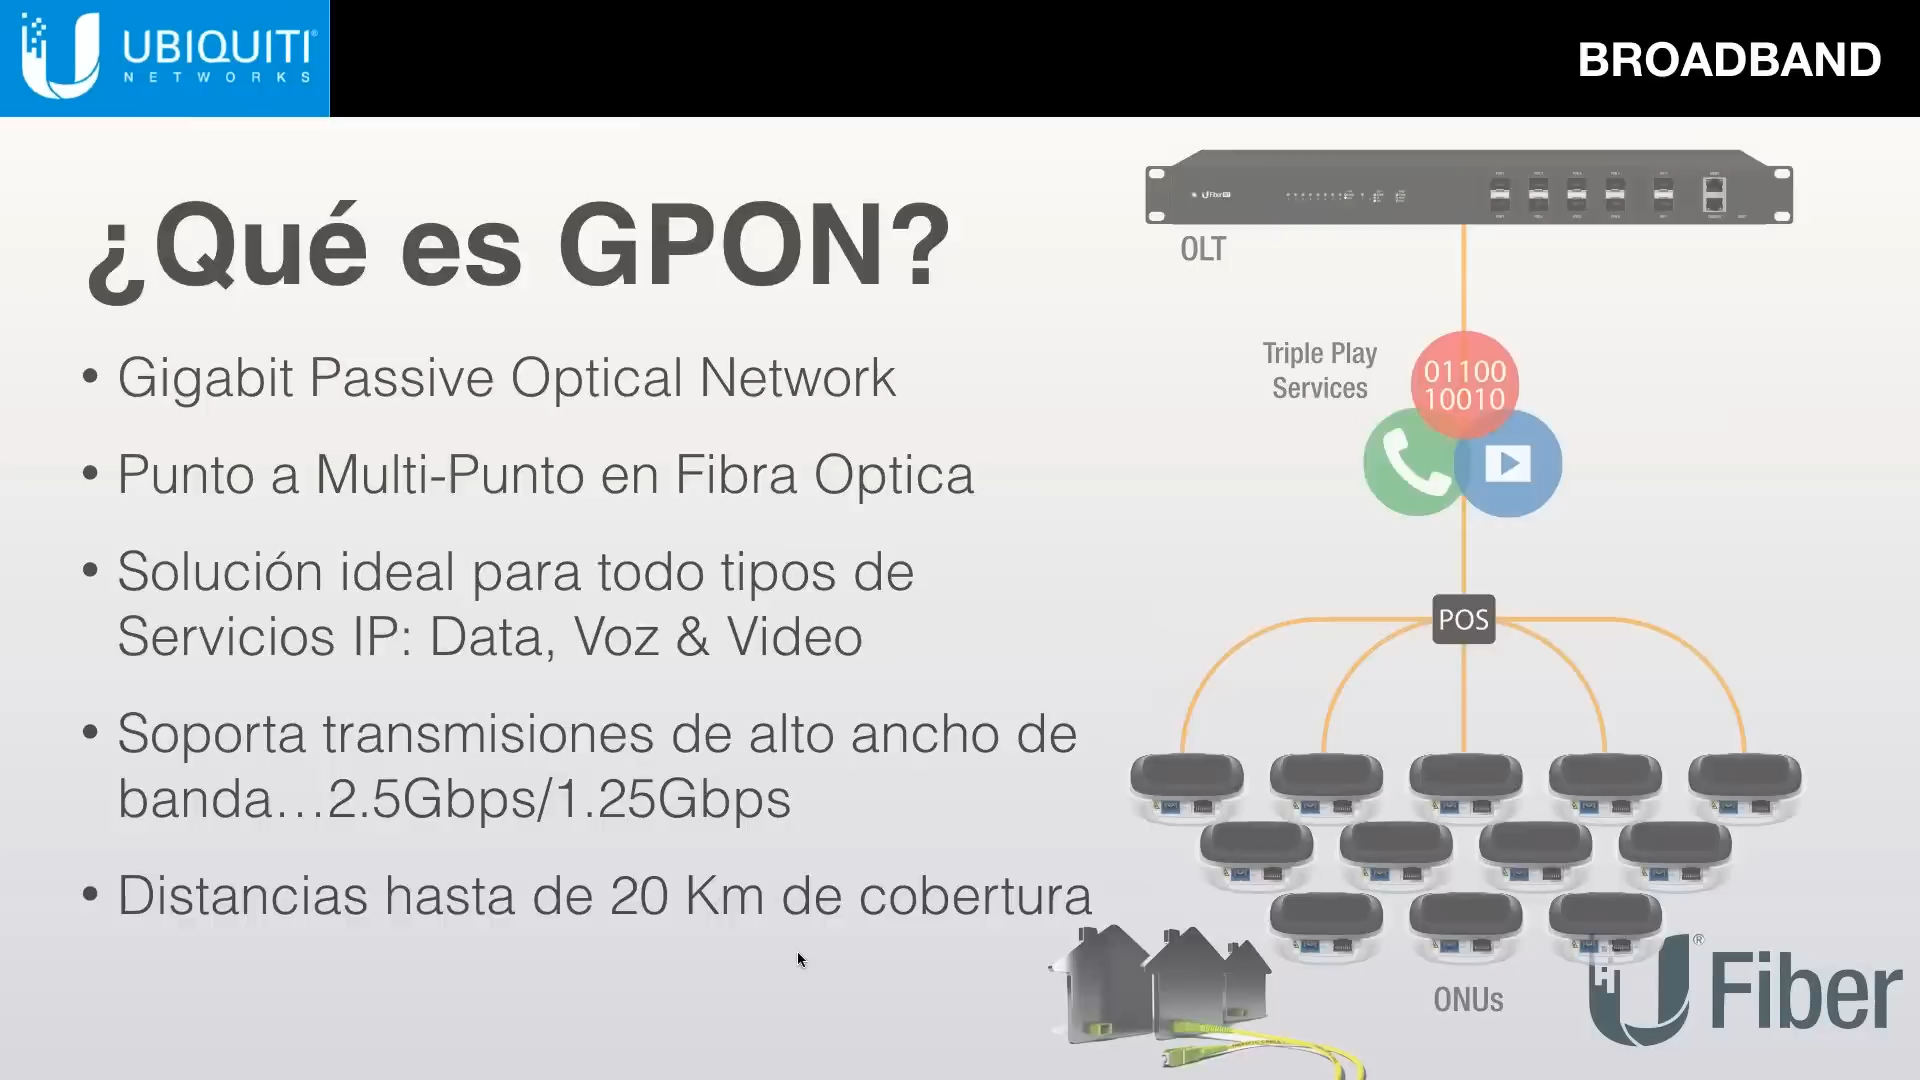 UBIQUITI
NETWORKS
BROADBAND
¿Qué es GPON?
• Gigabit Passive Optical Network
• Punto a Multi-Punto en Fibra Optica
• Solución ideal para todo tipos de
Servicios IP: Data, Voz & Video
• Soporta transmisiones de alto ancho de
banda…2.5Gbps/1.25Gbps
• Distancias hasta de 20 Km de cobertura
Fiber
OLT
Triple Play
Services
01100
10010
POS
ONUs
® Fiber